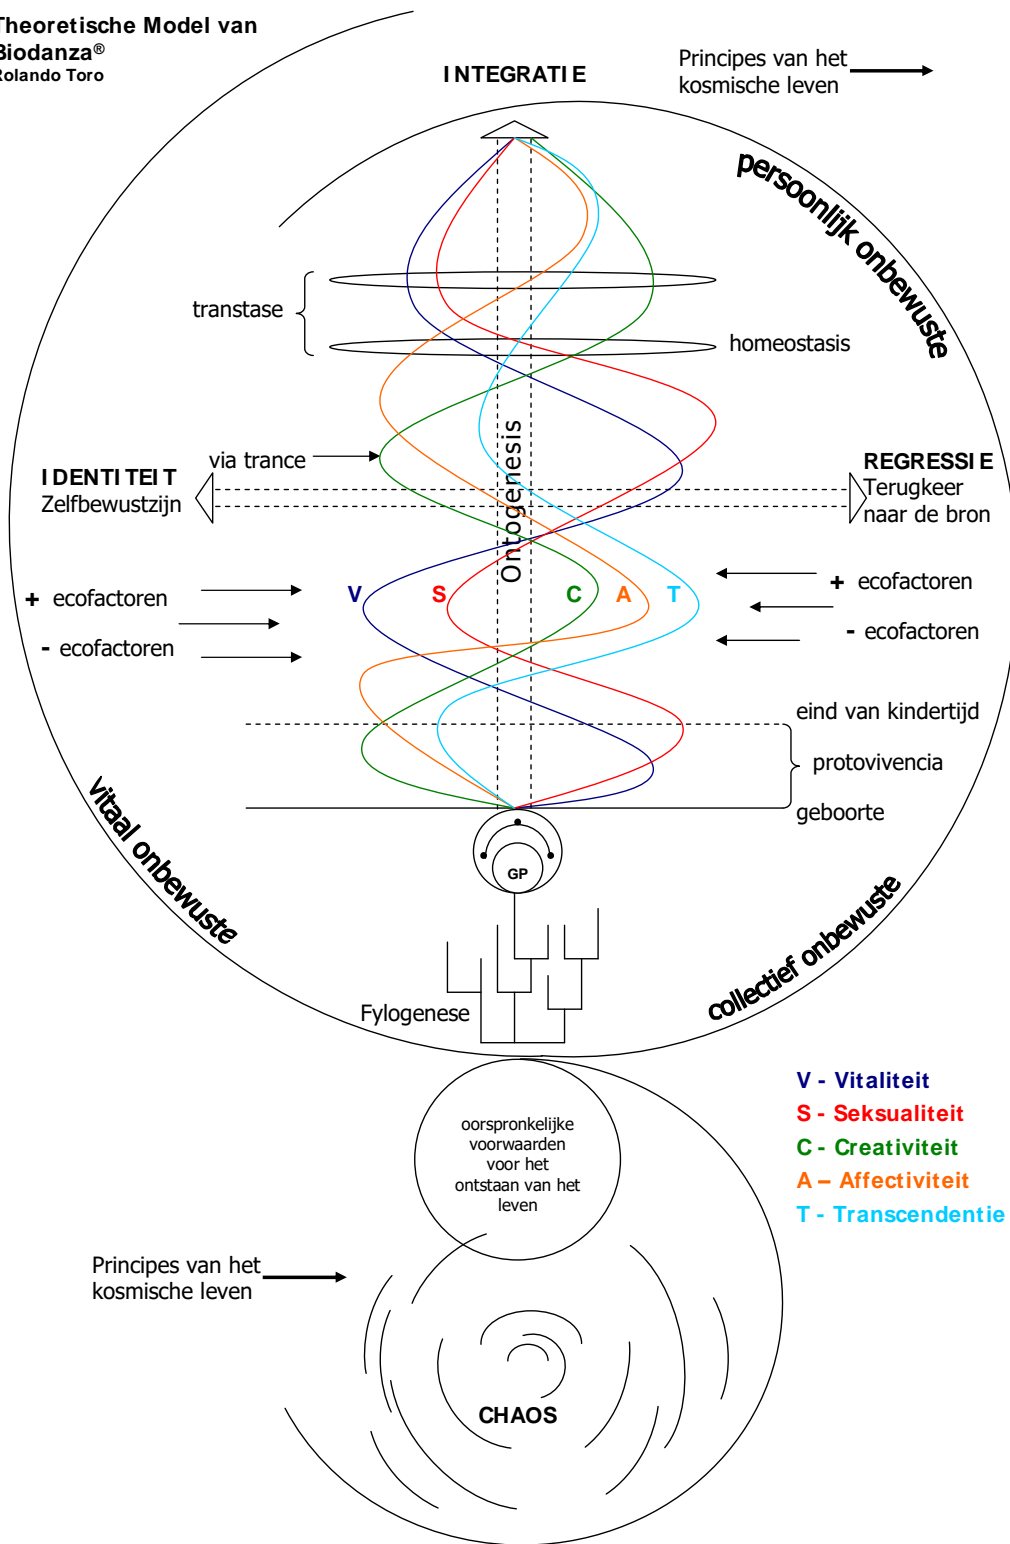 Theoretische Model van
Biodanza®
Rolando Toro
INTEGRATIE
Principes van het
kosmische leven
persoonlijk onbewuste
transtase
homeostasis
via trance
Ontogenesis
IDENTITEIT
Zelfbewustzijn
REGRESSIE
Terugkeer
naar de bron
V S C A T
+ ecofactoren
- ecofactoren
+ ecofactoren
- ecofactoren
eind van kindertijd
protovivencia
geboorte
vitaal onbewuste
GP
collectief onbewuste
Fylogenese
V - Vitaliteit
S - Seksualiteit
C - Creativiteit
A – Affectiviteit
T - Transcendentie
oorspronkelijke
voorwaarden
voor het
ontstaan van het
leven
Principes van het
kosmische leven
CHAOS